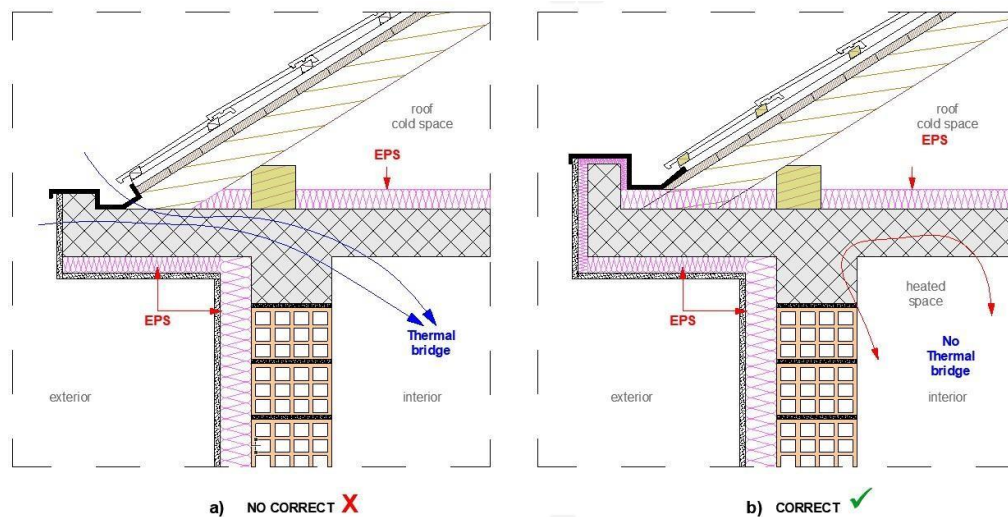 roof
cold space
EPS
EPS
Thermal
bridge
exterior
interior
a) NO CORRECT X
roof
cold space
EPS
heated
space
EPS
No
Thermal
bridge
exterior
interior
b) CORRECT ✓